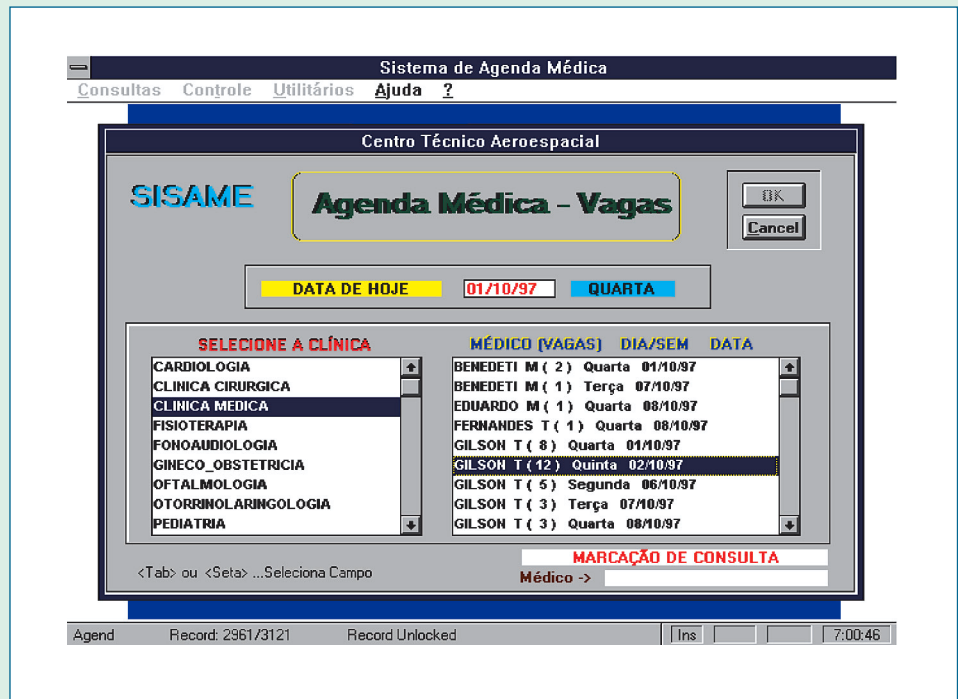 Sistema de Agenda Médica
Consultas Controle Utilitários Ajuda ?
Centro Técnico Aeroespacial
SISAME
Agenda Médica - Vagas
OK
Cancel
DATA DE HOJE 01/10/97 QUARTA
SELECIONE A CLÍNICA
CARDIOLOGIA
CLINICA CIRURGICA
CLINICA MEDICA
FISIOTERAPIA
FONOAUDIOLOGIA
GINECO_OBSTETRICIA
OFTALMOLOGIA
OTORRINOLARINGOLOGIA
PEDIATRIA
MÉDICO (VAGAS) DIA/SEM DATA
BENEDETI M ( 2 ) Quarta 01/10/97
BENEDETI M ( 1 ) Terça 07/10/97
EDUARDO M ( 1 ) Quarta 08/10/97
FERNANDES T ( 1 ) Quarta 08/10/97
GILSON T ( 8 ) Quarta 01/10/97
GILSON T ( 12 ) Quinta 02/10/97
GILSON T ( 5 ) Segunda 06/10/97
GILSON T ( 3 ) Terça 07/10/97
GILSON T ( 3 ) Quarta 08/10/97
<Tab> ou <Seta> ...Seleciona Campo
MARCAÇÃO DE CONSULTA
Médico ->
Agend Record: 2961/3121 Record Unlocked Ins 7:00:46